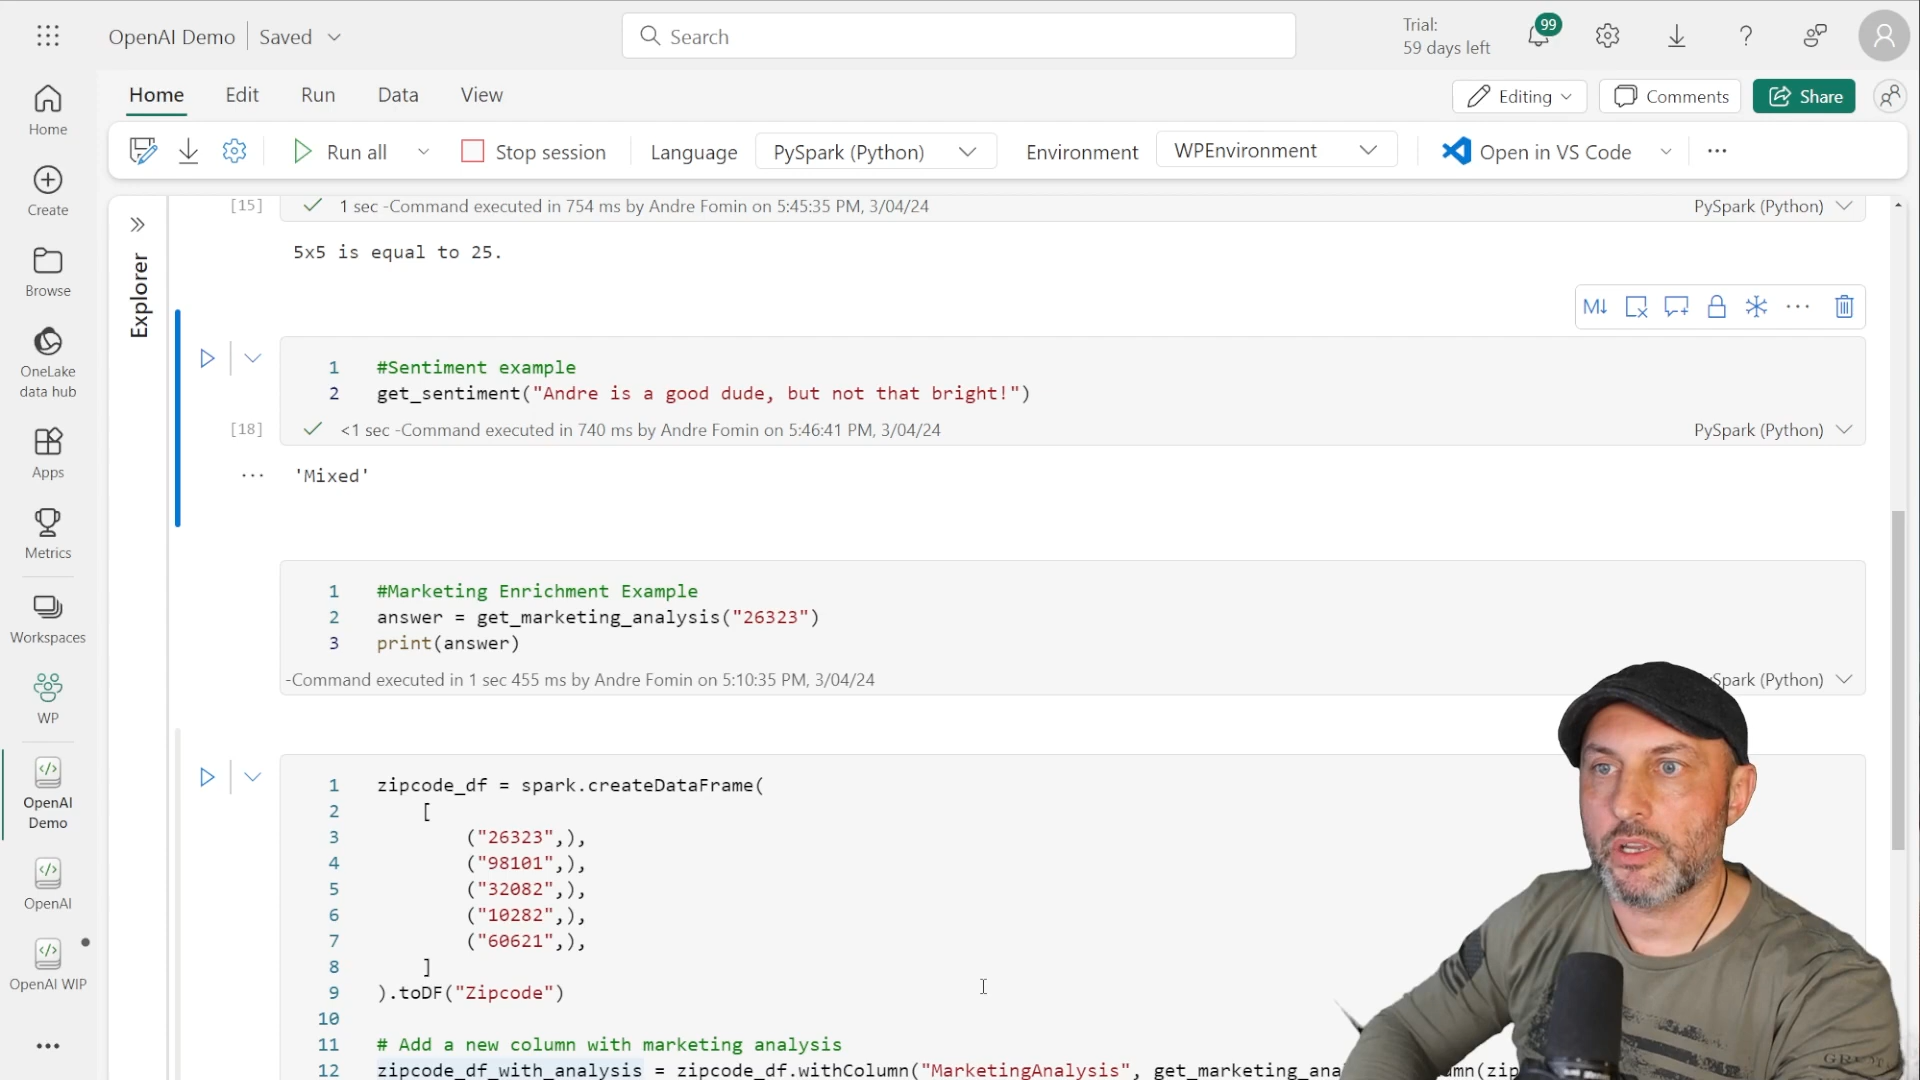 OpenAI Demo
Saved
Search
Trial:
59 days left
99
Home
Edit
Run
Data
View
Editing
Comments
Share
Run all
Stop session
Language
PySpark (Python)
Environment
WPEnvironment
Open in VS Code
Home
Create
Browse
OneLake
data hub
Apps
Metrics
Workspaces
WP
OpenAI
Demo
OpenAI
OpenAI WIP
Explorer
[15]
1 sec -Command executed in 754 ms by Andre Fomin on 5:45:35 PM, 3/04/24
PySpark (Python)
5x5 is equal to 25.
M↓
1 #Sentiment example
2 get_sentiment("Andre is a good dude, but not that bright!")
[18]
<1 sec -Command executed in 740 ms by Andre Fomin on 5:46:41 PM, 3/04/24
PySpark (Python)
'Mixed'
1 #Marketing Enrichment Example
2 answer = get_marketing_analysis("26323")
3 print(answer)
-Command executed in 1 sec 455 ms by Andre Fomin on 5:10:35 PM, 3/04/24
Spark (Python)
1 zipcode_df = spark.createDataFrame(
2 [
3 ("26323",),
4 ("98101",),
5 ("32082",),
6 ("10282",),
7 ("60621",),
8 ]
9 ).toDF("Zipcode")
10
11 # Add a new column with marketing analysis
12 zipcode_df_with_analysis = zipcode_df.withColumn("MarketingAnalysis", get_marketing_ana